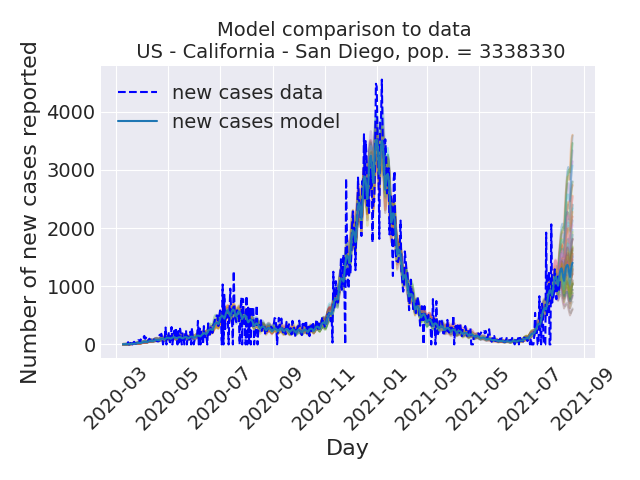 Model comparison to data
US - California - San Diego, pop. = 3338330
Number of new cases reported
4000
3000
2000
1000
0
new cases data
new cases model
2020-03
2020-05
2020-07
2020-09
2020-11
2021-01
2021-03
2021-05
2021-07
2021-09
Day